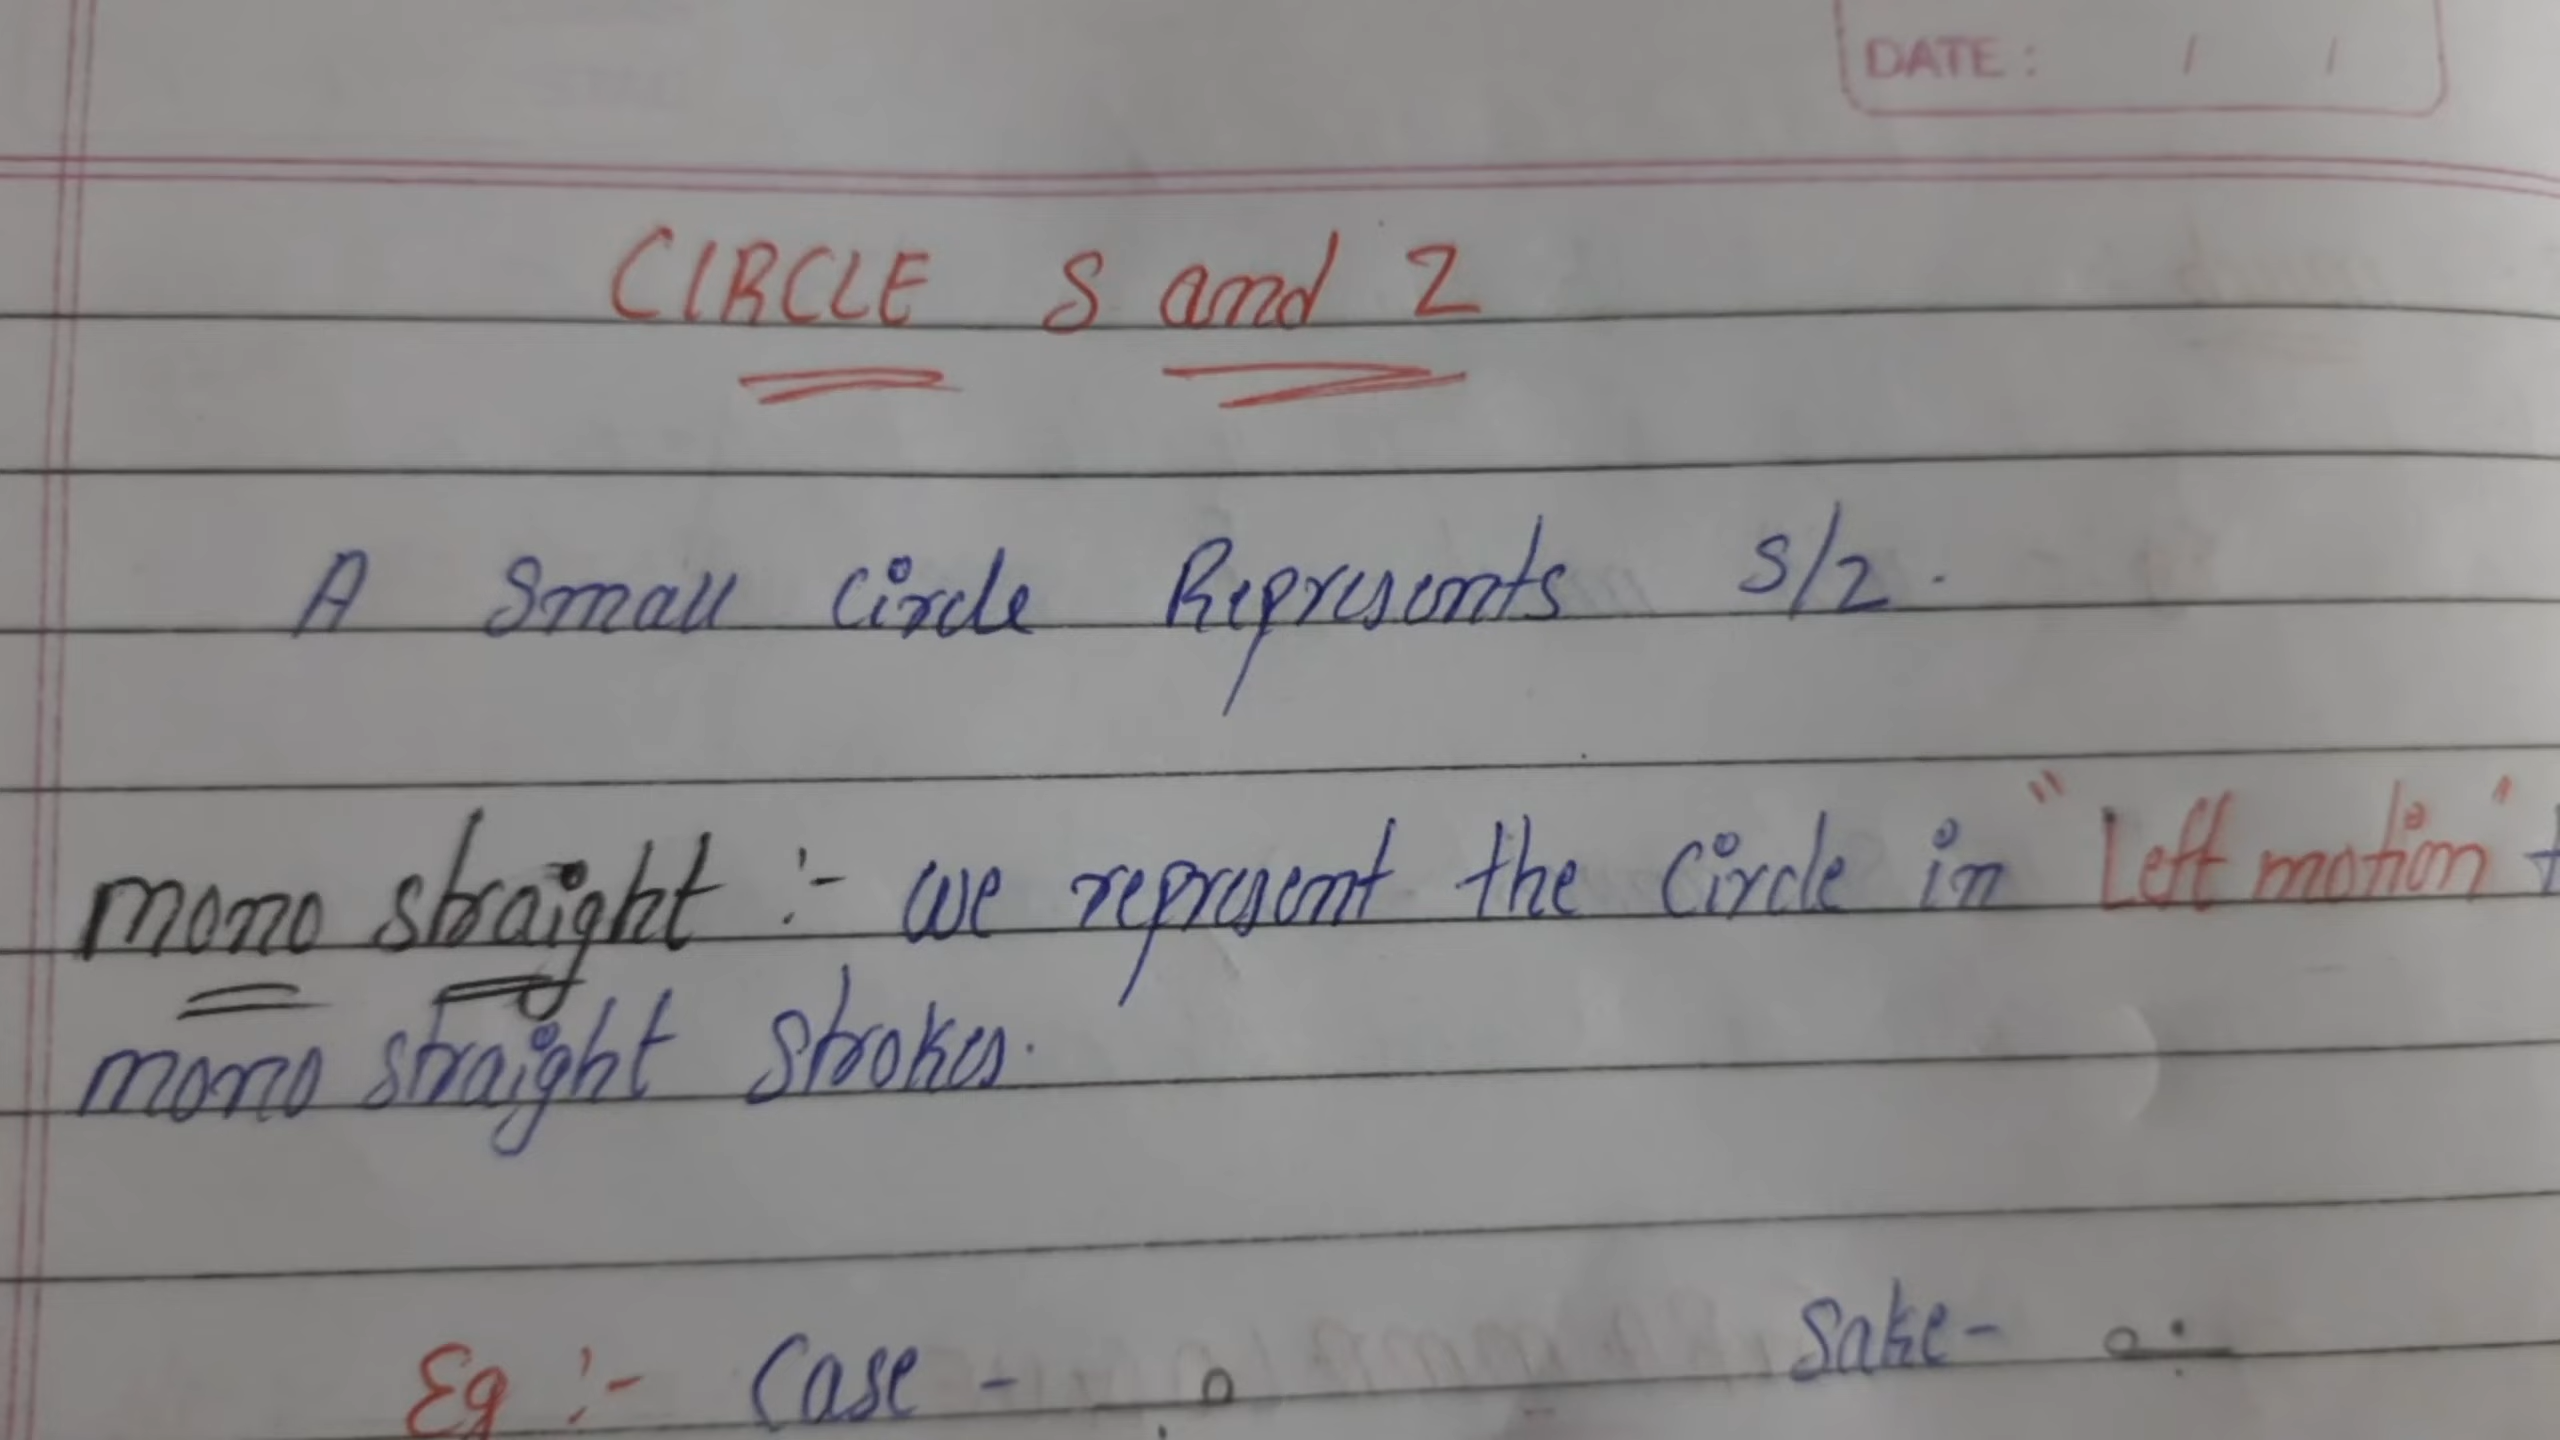 DATE: / /
CIRCLE S and Z
A Small Circle Represents S/Z.
mono straight :- we represent the Circle in "Left motion"
mono straight Strokes.
Eg :- Case - Sake -